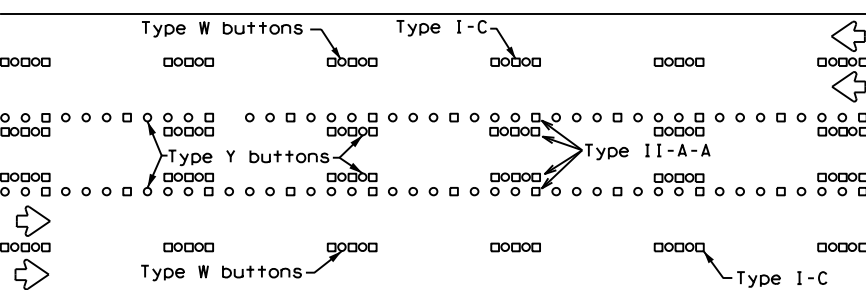 Type W buttons
Type I-C
Type Y buttons
Type II-A-A
Type W buttons
Type I-C